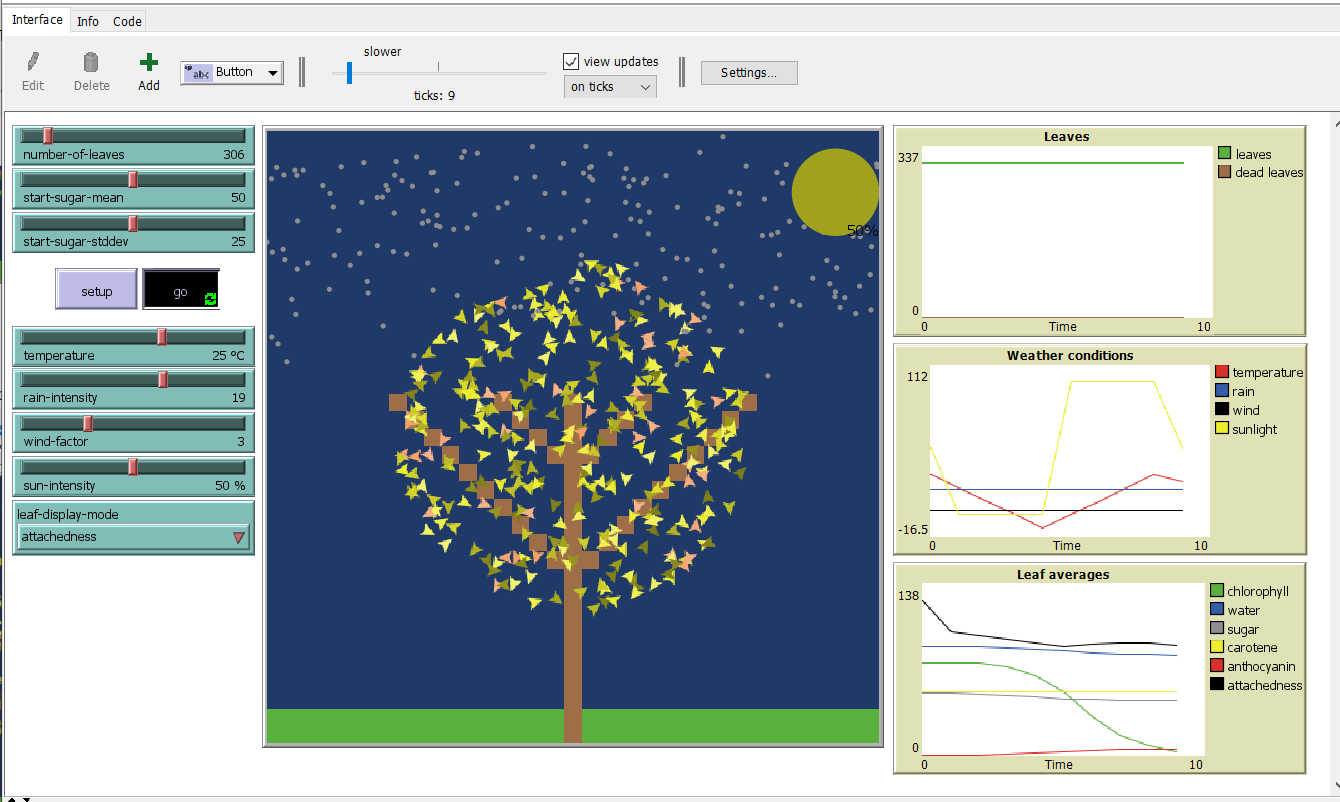 Interface Info Code
slower
Edit Delete Add abc Button view updates Settings...
on ticks
ticks: 9
number-of-leaves 306
start-sugar-mean 50
start-sugar-stddev 25
setup go
temperature 25 °C
rain-intensity 19
wind-factor 3
sun-intensity 50 %
leaf-display-mode
attachedness
50%
Leaves
337
0
0 Time 10
leaves
dead leaves
Weather conditions
112
-16.5
0 Time 10
temperature
rain
wind
sunlight
Leaf averages
138
0
0 Time 10
chlorophyll
water
sugar
carotene
anthocyanin
attachedness